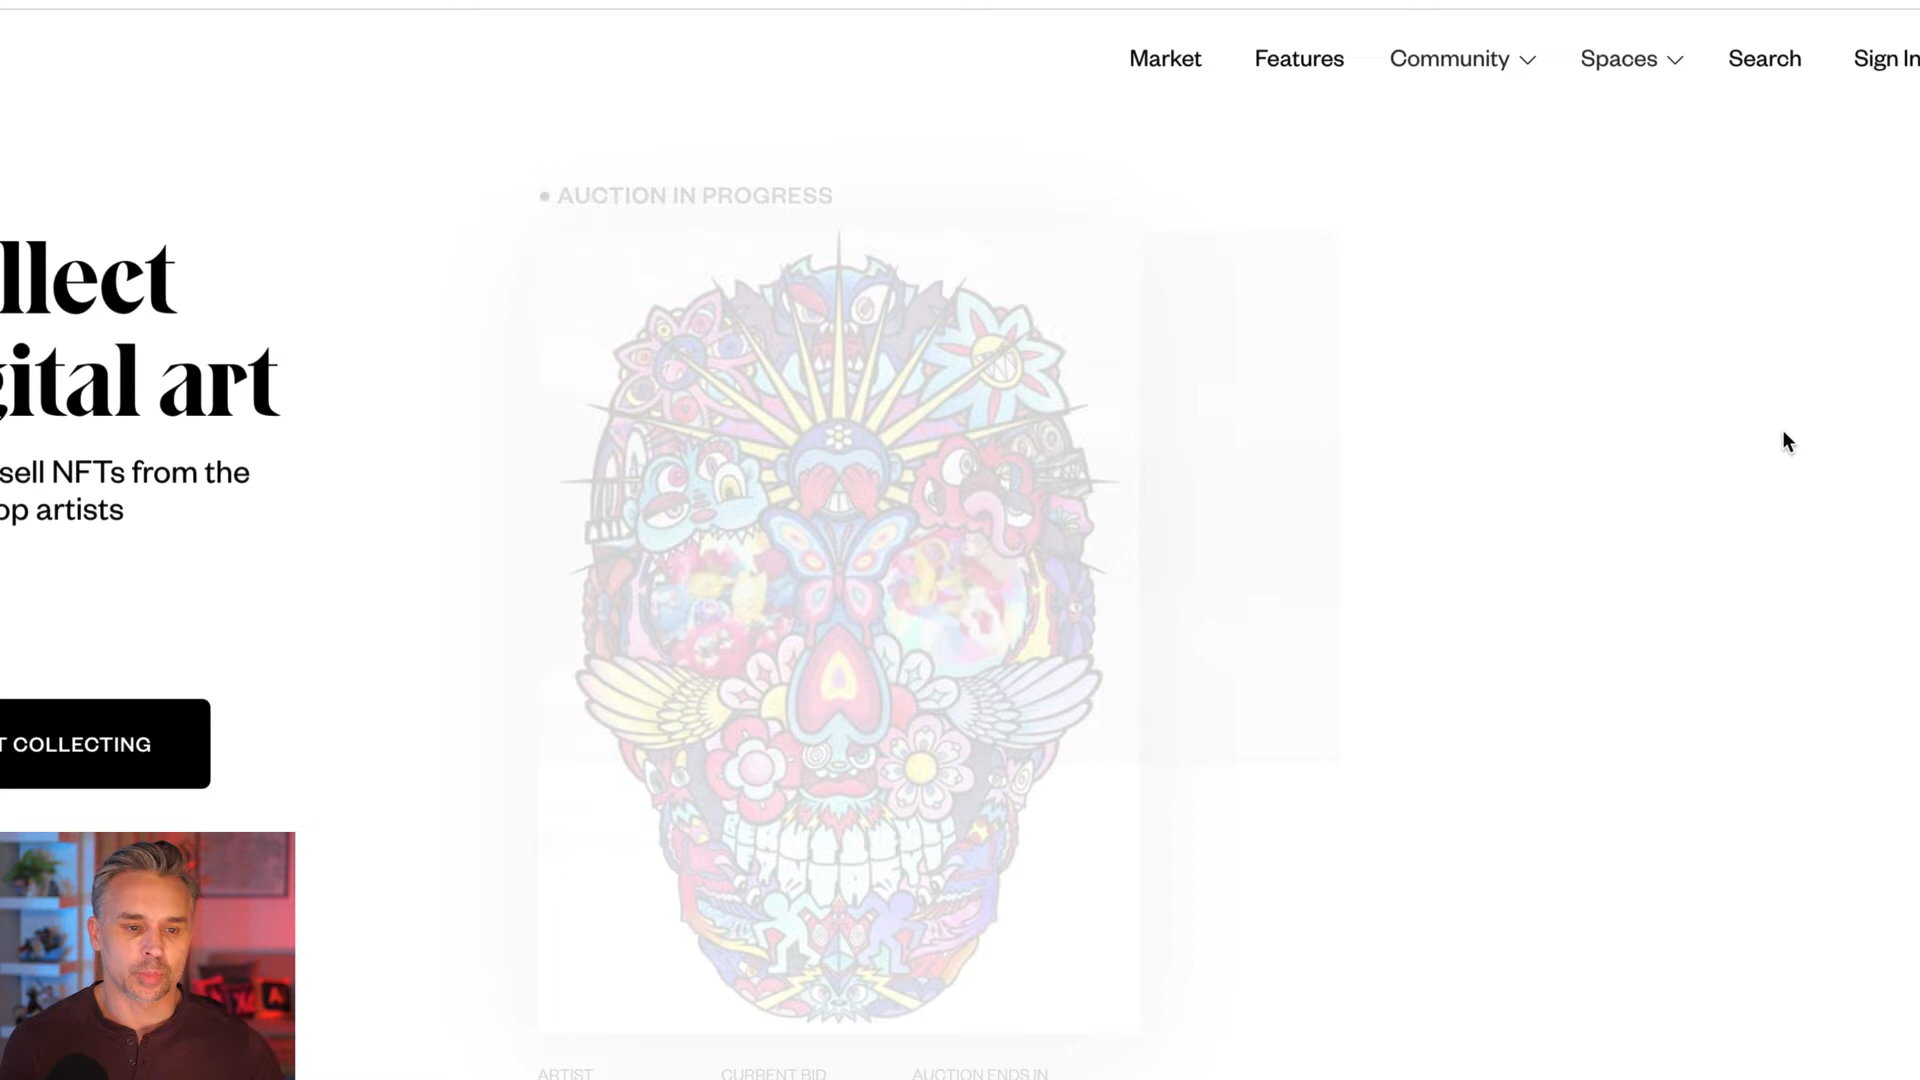 Market Features Community Spaces Search Sign In
AUCTION IN PROGRESS
llect
gital art
sell NFTs from the
op artists
T COLLECTING
ARTIST CURRENT BID AUCTION ENDS IN